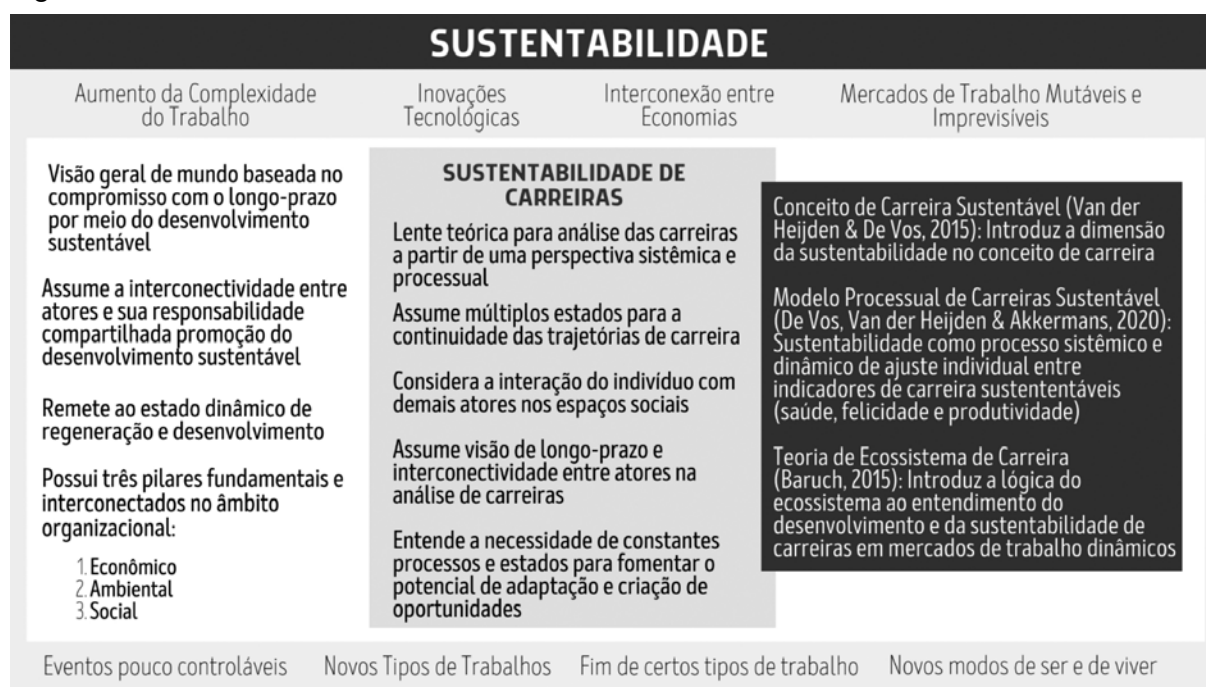 SUSTENTABILIDADE
Aumento da Complexidade
do Trabalho
Inovações
Tecnológicas
Interconexão entre
Economias
Mercados de Trabalho Mutáveis e
Imprevisíveis
Visão geral de mundo baseada no
compromisso com o longo-prazo
por meio do desenvolvimento
sustentável
Assume a interconectividade entre
atores e sua responsabilidade
compartilhada promoção do
desenvolvimento sustentável
Remete ao estado dinâmico de
regeneração e desenvolvimento
Possui três pilares fundamentais e
interconectados no âmbito
organizacional:
1. Econômico
2. Ambiental
3. Social
SUSTENTABILIDADE DE
CARREIRAS
Lente teórica para análise das carreiras
a partir de uma perspectiva sistêmica e
processual
Assume múltiplos estados para a
continuidade das trajetórias de carreira
Considera a interação do indivíduo com
demais atores nos espaços sociais
Assume visão de longo-prazo e
interconectividade entre atores na
análise de carreiras
Entende a necessidade de constantes
processos e estados para fomentar o
potencial de adaptação e criação de
oportunidades
Conceito de Carreira Sustentável (Van der
Heijden & De Vos, 2015): Introduz a dimensão
da sustentabilidade no conceito de carreira
Modelo Processual de Carreiras Sustentável
(De Vos, Van der Heijden & Akkermans, 2020):
Sustentabilidade como processo sistêmico e
dinâmico de ajuste individual entre
indicadores de carreira sustententáveis
(saúde, felicidade e produtividade)
Teoria de Ecossistema de Carreira
(Baruch, 2015): Introduz a lógica do
ecossistema ao entendimento do
desenvolvimento e da sustentabilidade de
carreiras em mercados de trabalho dinâmicos
Eventos pouco controláveis
Novos Tipos de Trabalhos
Fim de certos tipos de trabalho
Novos modos de ser e de viver